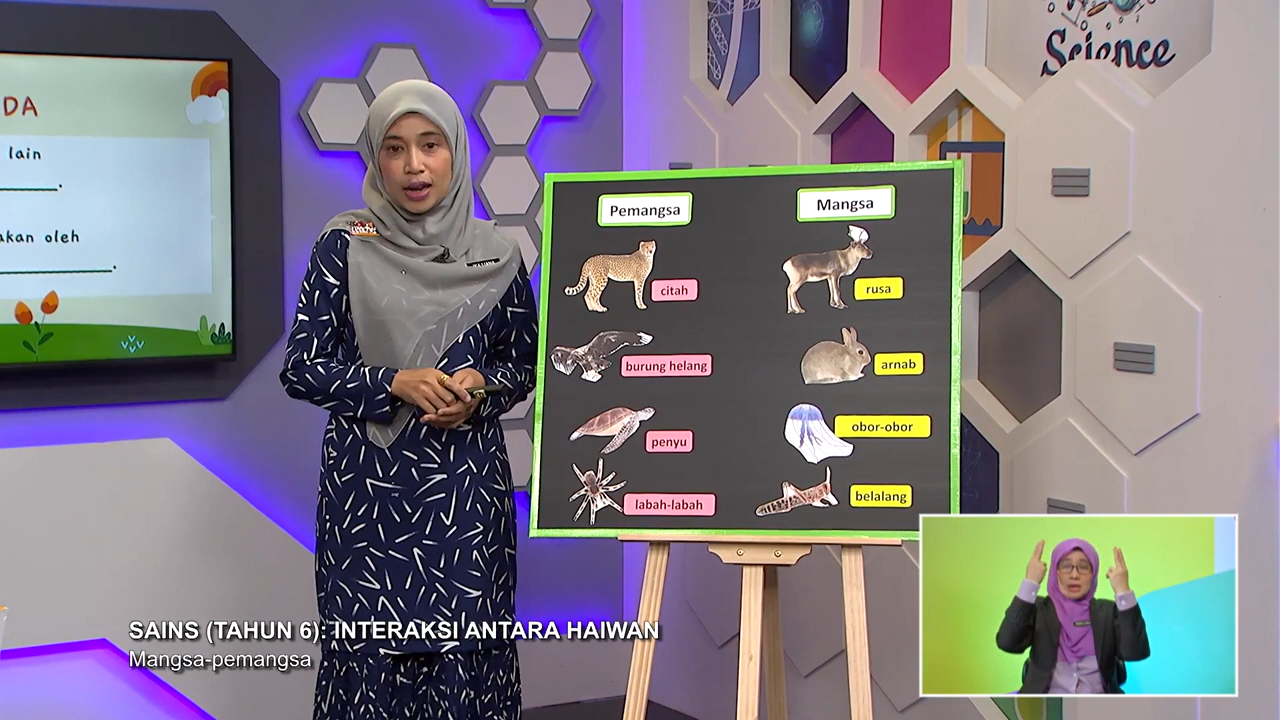 DA
lain
akan oleh
Science
Pemangsa
Mangsa
citah
rusa
burung helang
arnab
penyu
obor-obor
labah-labah
belalang
SAINS (TAHUN 6): INTERAKSI ANTARA HAIWAN
Mangsa-pemangsa